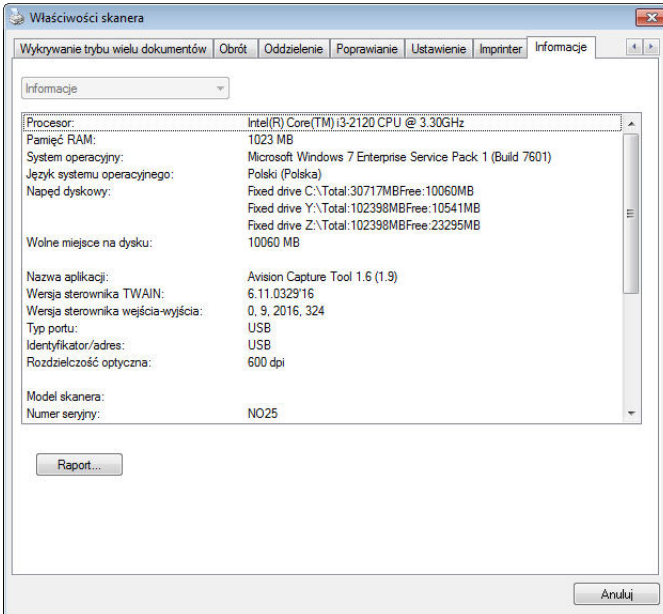 Właściwości skanera
Wykrywanie trybu wielu dokumentów Obrót Oddzielenie Poprawianie Ustawienie Imprinter Informacje
Informacje
Procesor: Intel(R) Core(TM) i3-2120 CPU @ 3.30GHz
Pamięć RAM: 1023 MB
System operacyjny: Microsoft Windows 7 Enterprise Service Pack 1 (Build 7601)
Język systemu operacyjnego: Polski (Polska)
Napęd dyskowy: Fixed drive C:\Total:30717MBFree:10060MB
Fixed drive Y:\Total:102398MBFree:10541MB
Fixed drive Z:\Total:102398MBFree:23295MB
Wolne miejsce na dysku: 10060 MB
Nazwa aplikacji: Avision Capture Tool 1.6 (1.9)
Wersja sterownika TWAIN: 6.11.0329'16
Wersja sterownika wejścia-wyjścia: 0, 9, 2016, 324
Typ portu: USB
Identyfikator/adres: USB
Rozdzielczość optyczna: 600 dpi
Model skanera:
Numer seryjny: NO25
Raport...
Anuluj